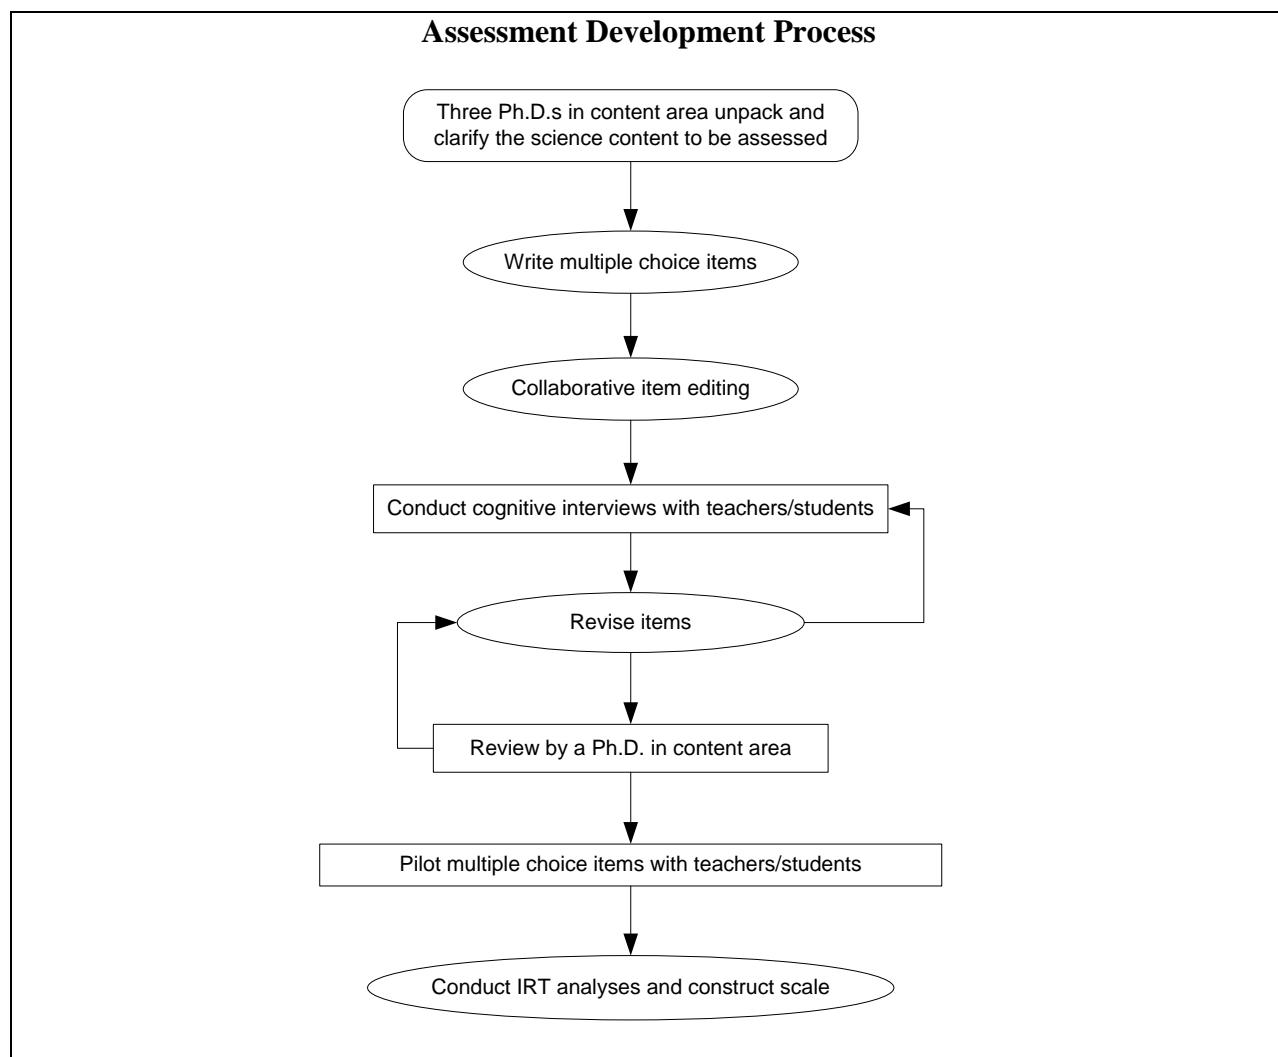 Assessment Development Process
Three Ph.D.s in content area unpack and
clarify the science content to be assessed
Write multiple choice items
Collaborative item editing
Conduct cognitive interviews with teachers/students
Revise items
Review by a Ph.D. in content area
Pilot multiple choice items with teachers/students
Conduct IRT analyses and construct scale